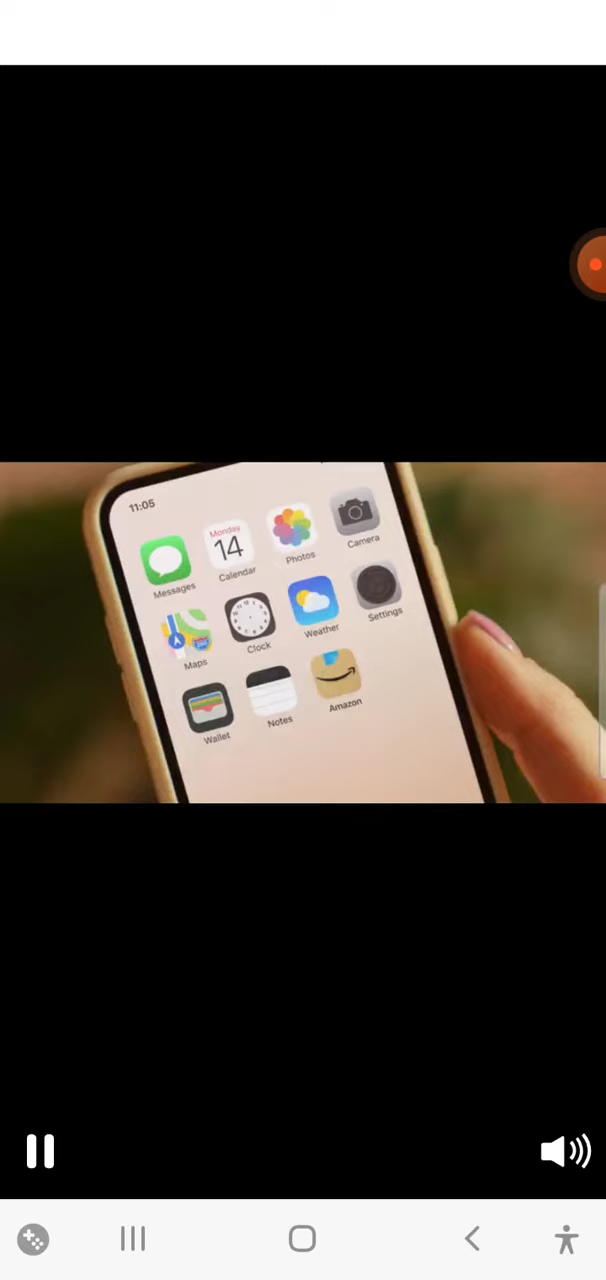 11:05
Messages
Monday
14
Calendar
Photos
Camera
Maps
Clock
Weather
Settings
Wallet
Notes
Amazon